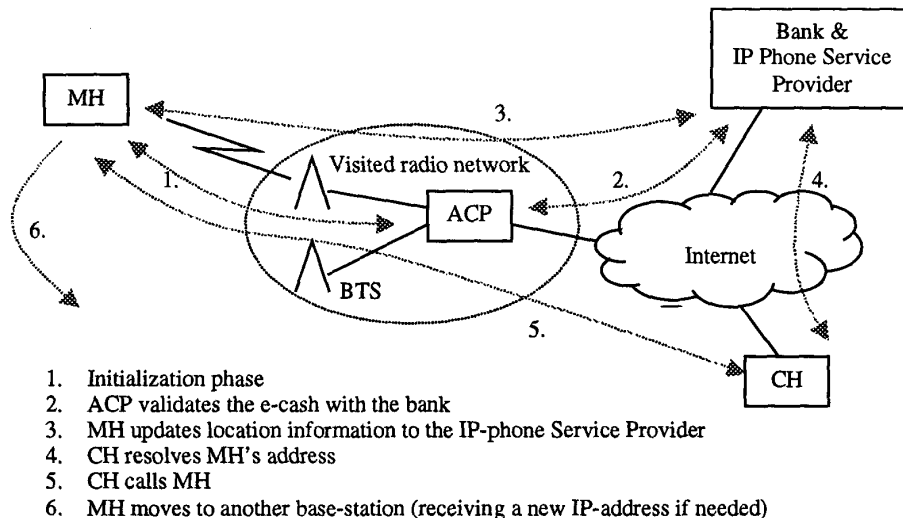 Bank &
IP Phone Service
Provider
MH
3.
Visited radio network
1.
2.
4.
ACP
6.
Internet
BTS
5.
CH
1. Initialization phase
2. ACP validates the e-cash with the bank
3. MH updates location information to the IP-phone Service Provider
4. CH resolves MH's address
5. CH calls MH
6. MH moves to another base-station (receiving a new IP-address if needed)